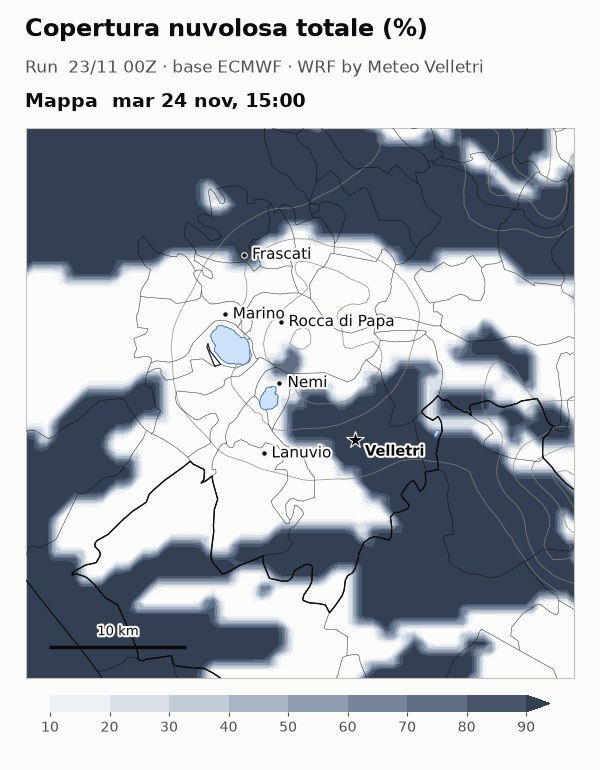 Copertura nuvolosa totale (%)
Run  23/11 00Z · base ECMWF · WRF by Meteo Velletri
Mappa  mar 24 nov, 15:00
Frascati
Marino
Rocca di Papa
Nemi
Velletri
Lanuvio
10 km
10 20 30 40 50 60 70 80 90